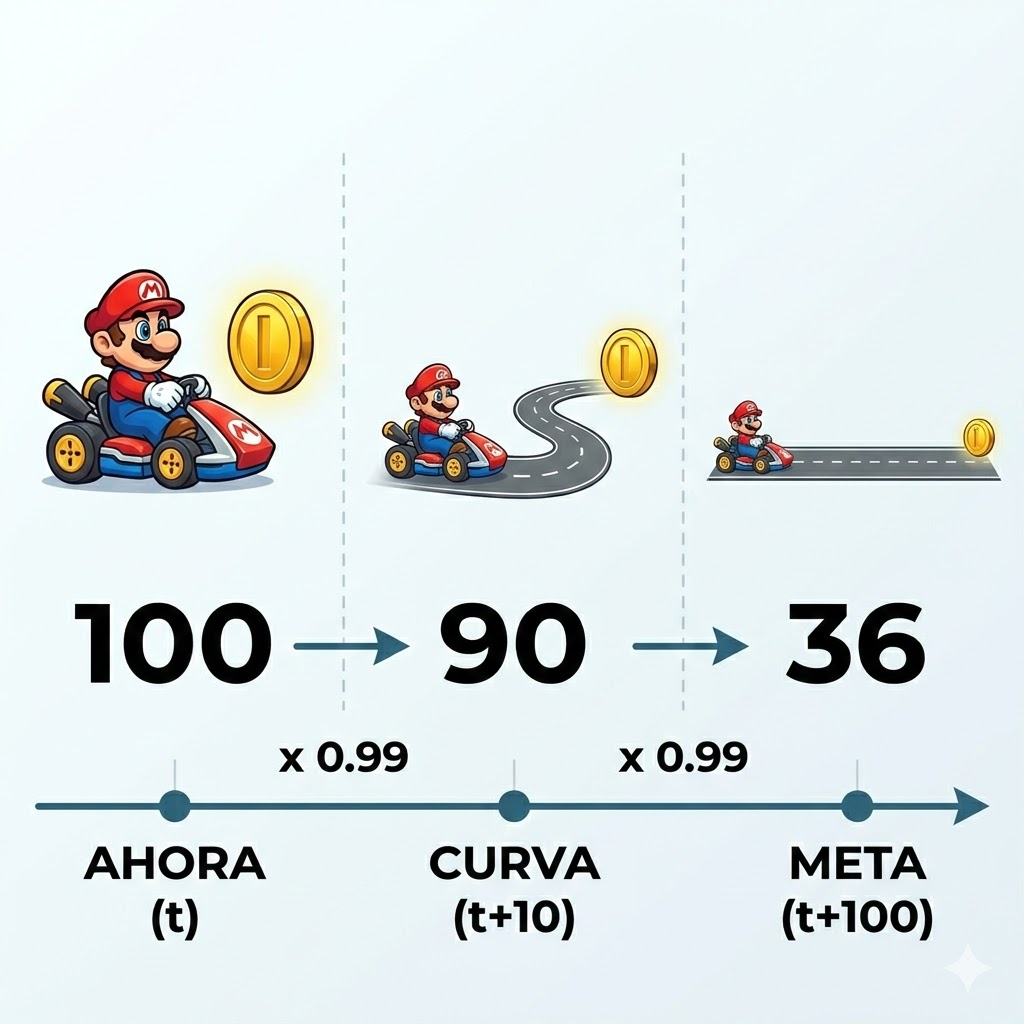 100 90 36
x 0.99 x 0.99
AHORA CURVA META
(t) (t+10) (t+100)